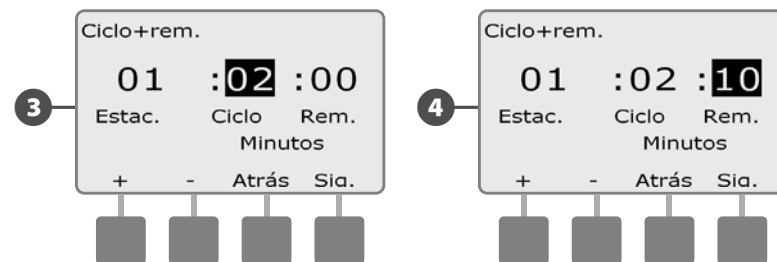 Ciclo+rem.
01 :02 :00
3
Estac. Ciclo Rem.
Minutos
+ - Atrás Sig.
Ciclo+rem.
01 :02 :10
4
Estac. Ciclo Rem.
Minutos
+ - Atrás Sig.